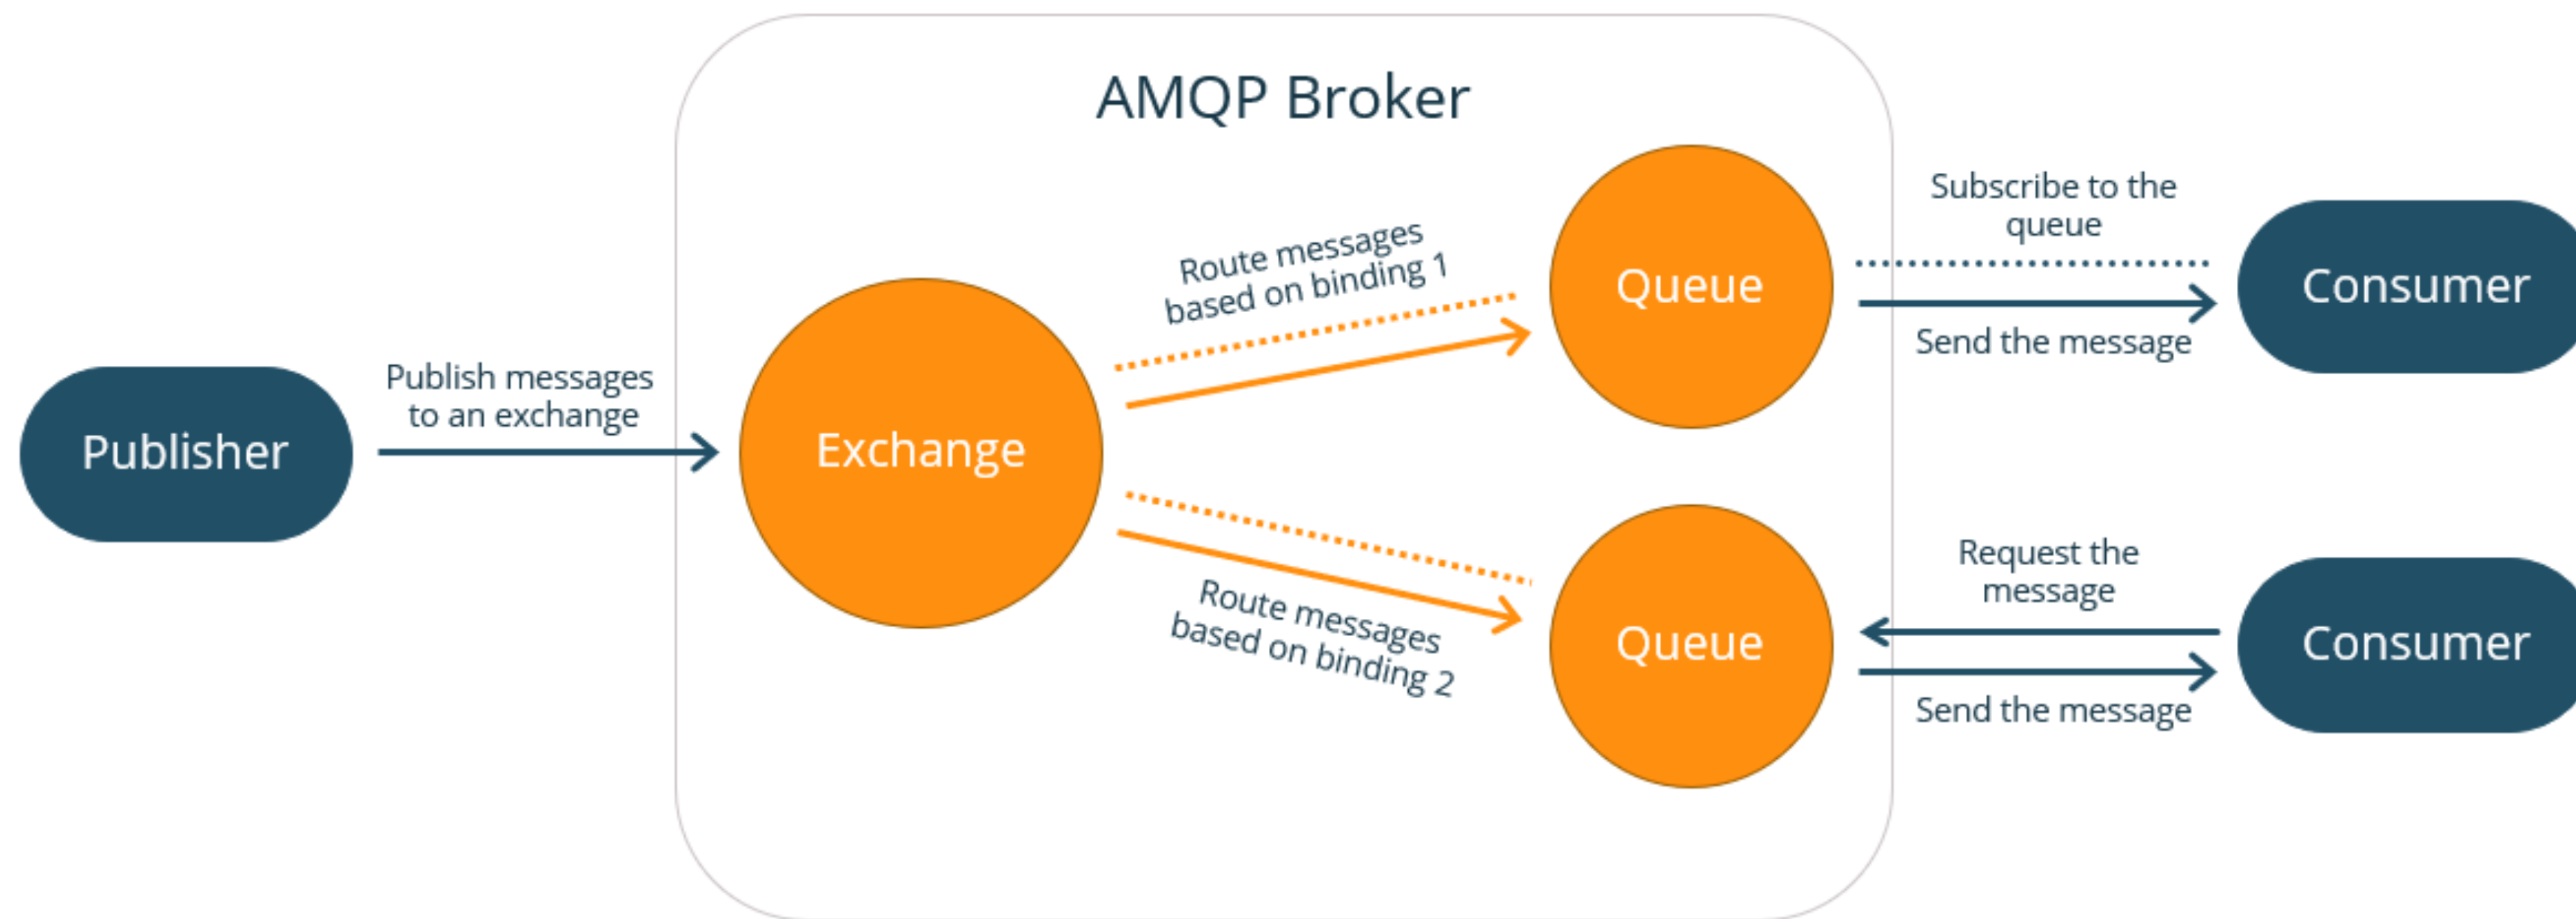 AMQP Broker
Publisher
Publish messages
to an exchange
Exchange
Route messages
based on binding 1
Route messages
based on binding 2
Queue
Subscribe to the
queue
Send the message
Consumer
Queue
Request the
message
Send the message
Consumer